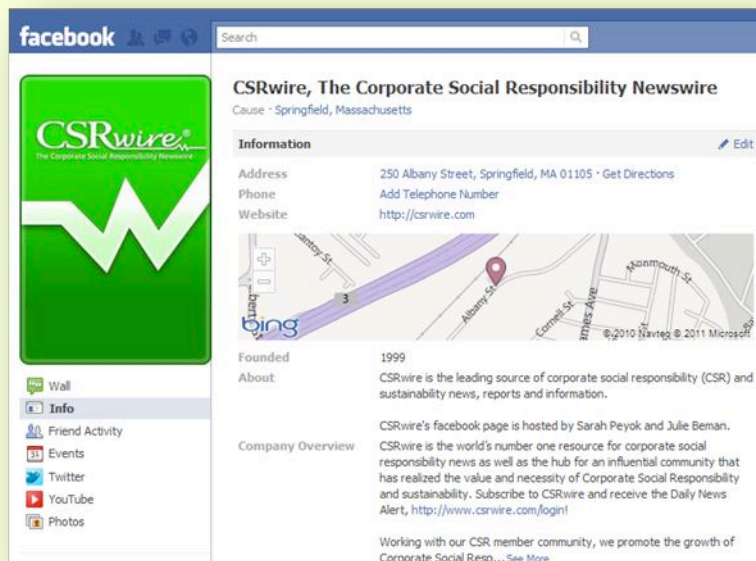 facebook
Search
CSRwire®
The Corporate Social Responsibility Newswire
CSRwire, The Corporate Social Responsibility Newswire
Cause · Springfield, Massachusetts
Information
Edit
Address 250 Albany Street, Springfield, MA 01105 · Get Directions
Phone Add Telephone Number
Website http://csrwire.com
Monmouth St
3
Albany St
Cornell St
ames Ave
bing
© 2010 Navteq © 2011 Microsoft
Founded 1999
About CSRwire is the leading source of corporate social responsibility (CSR) and
sustainability news, reports and information.
CSRwire's facebook page is hosted by Sarah Peyok and Julie Beman.
Company Overview CSRwire is the world's number one resource for corporate social
responsibility news as well as the hub for an influential community that
has realized the value and necessity of Corporate Social Responsibility
and sustainability. Subscribe to CSRwire and receive the Daily News
Alert, http://www.csrwire.com/login!
Working with our CSR member community, we promote the growth of
Corporate Social Resp... See More
Wall
Info
Friend Activity
Events
Twitter
YouTube
Photos